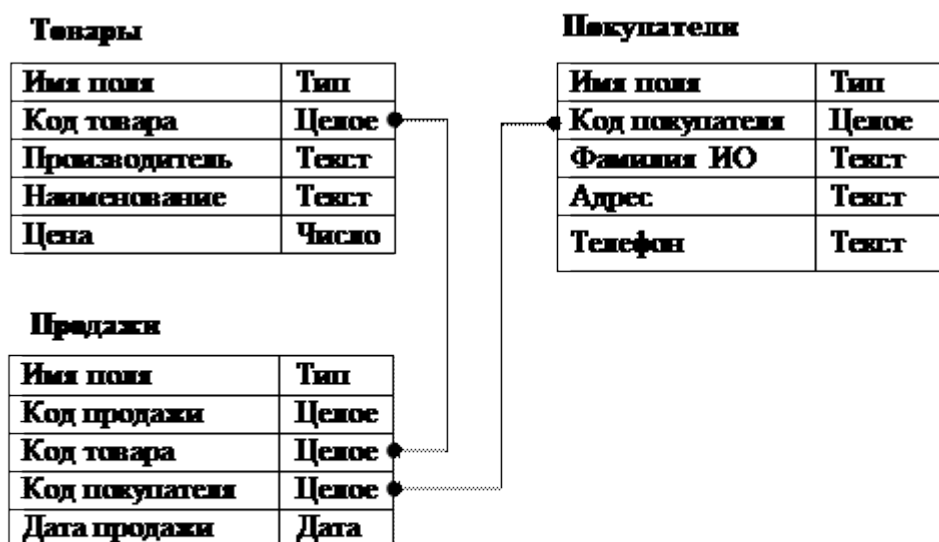 Товары
Имя поля Тип
Код товара Целое
Производитель Текст
Наименование Текст
Цена Число
Покупатели
Имя поля Тип
Код покупателя Целое
Фамилия ИО Текст
Адрес Текст
Телефон Текст
Продажи
Имя поля Тип
Код продажи Целое
Код товара Целое
Код покупателя Целое
Дата продажи Дата